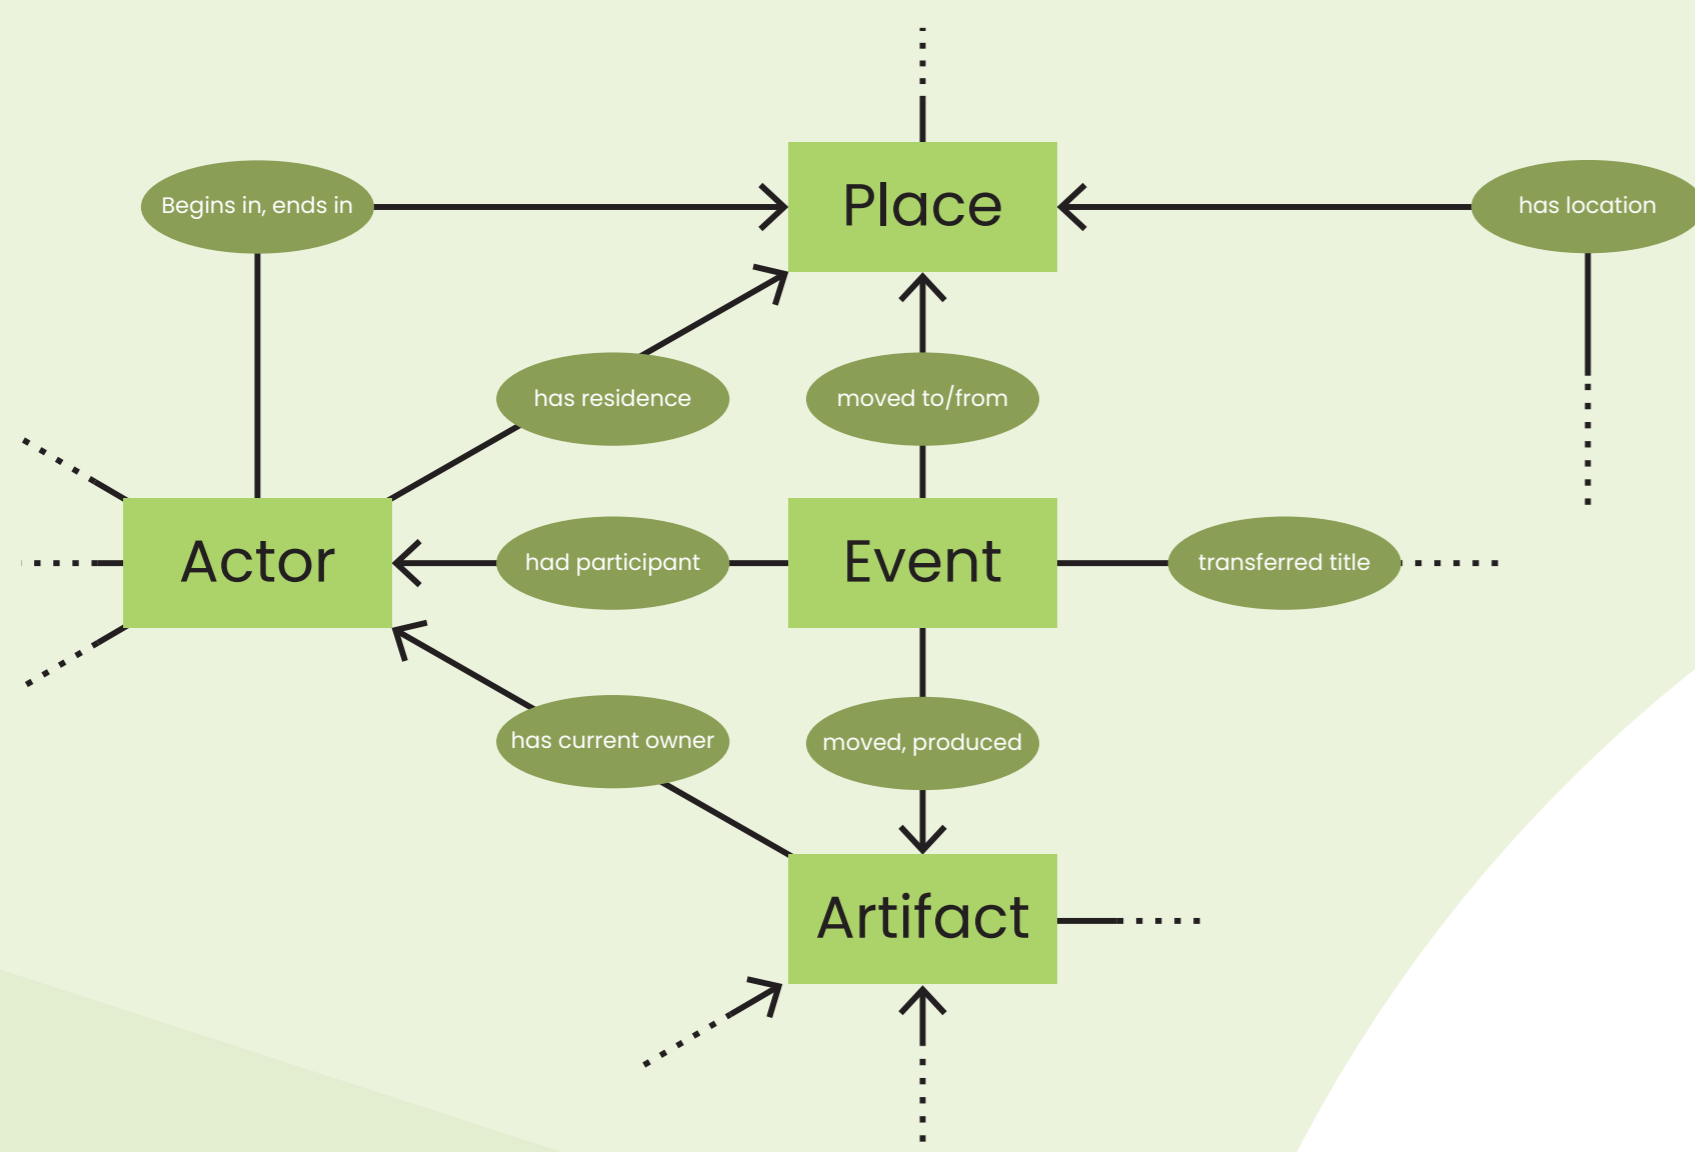 Place
Begins in, ends in
has location
has residence
moved to/from
Actor
had participant
Event
transferred title
has current owner
moved, produced
Artifact